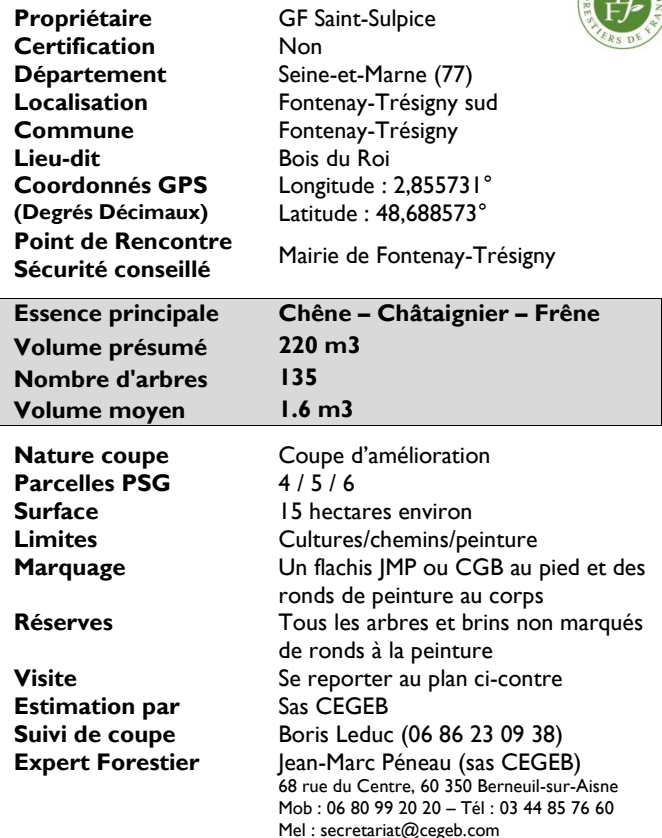 Propriétaire GF Saint-Sulpice
Certification Non
Département Seine-et-Marne (77)
Localisation Fontenay-Trésigny sud
Commune Fontenay-Trésigny
Lieu-dit Bois du Roi
Coordonnés GPS Longitude : 2,855731°
(Degrés Décimaux) Latitude : 48,688573°
Point de Rencontre
Sécurité conseillé Mairie de Fontenay-Trésigny
Essence principale Chêne – Châtaignier – Frêne
Volume présumé 220 m3
Nombre d'arbres 135
Volume moyen 1.6 m3
Nature coupe Coupe d’amélioration
Parcelles PSG 4 / 5 / 6
Surface 15 hectares environ
Limites Cultures/chemins/peinture
Marquage Un flachis JMP ou CGB au pied et des
ronds de peinture au corps
Réserves Tous les arbres et brins non marqués
de ronds à la peinture
Visite Se reporter au plan ci-contre
Estimation par Sas CEGEB
Suivi de coupe Boris Leduc (06 86 23 09 38)
Expert Forestier Jean-Marc Péneau (sas CEGEB)
68 rue du Centre, 60 350 Berneuil-sur-Aisne
Mob : 06 80 99 20 20 – Tél : 03 44 85 76 60
Mel : secretariat@cegeb.com